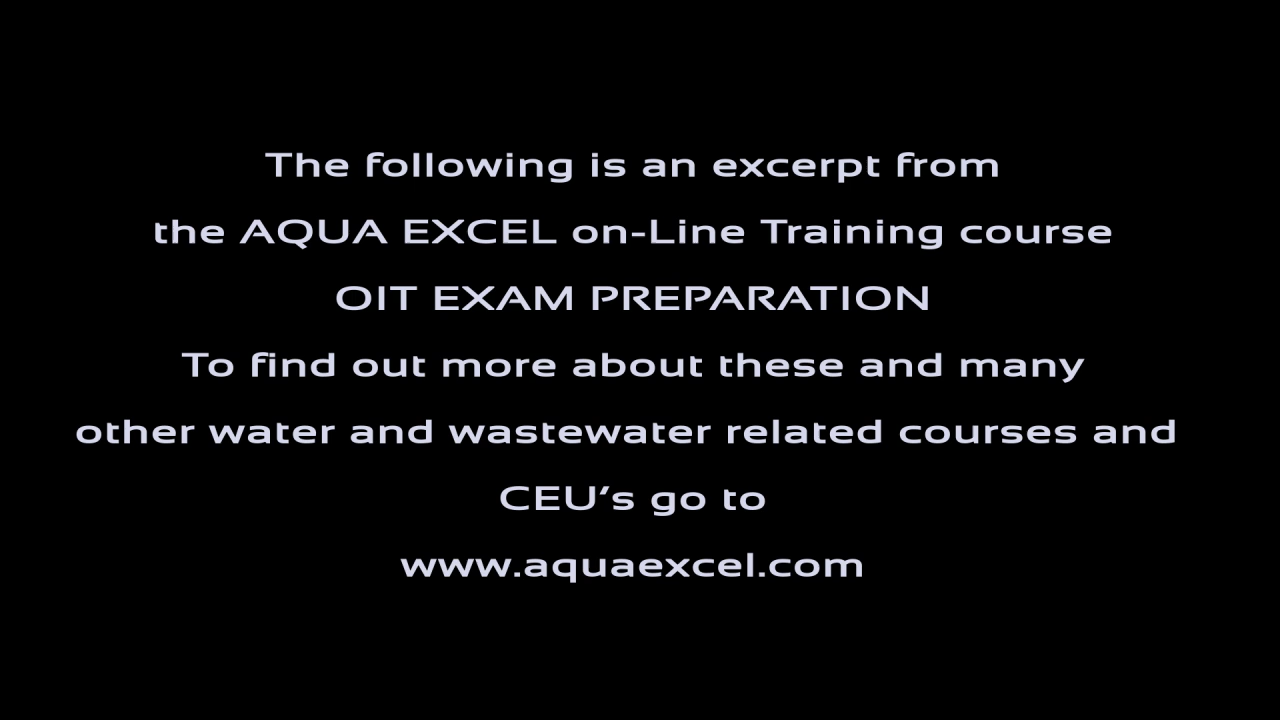 The following is an excerpt from
the AQUA EXCEL on-Line Training course
OIT EXAM PREPARATION
To find out more about these and many
other water and wastewater related courses and
CEU’s go to
www.aquaexcel.com